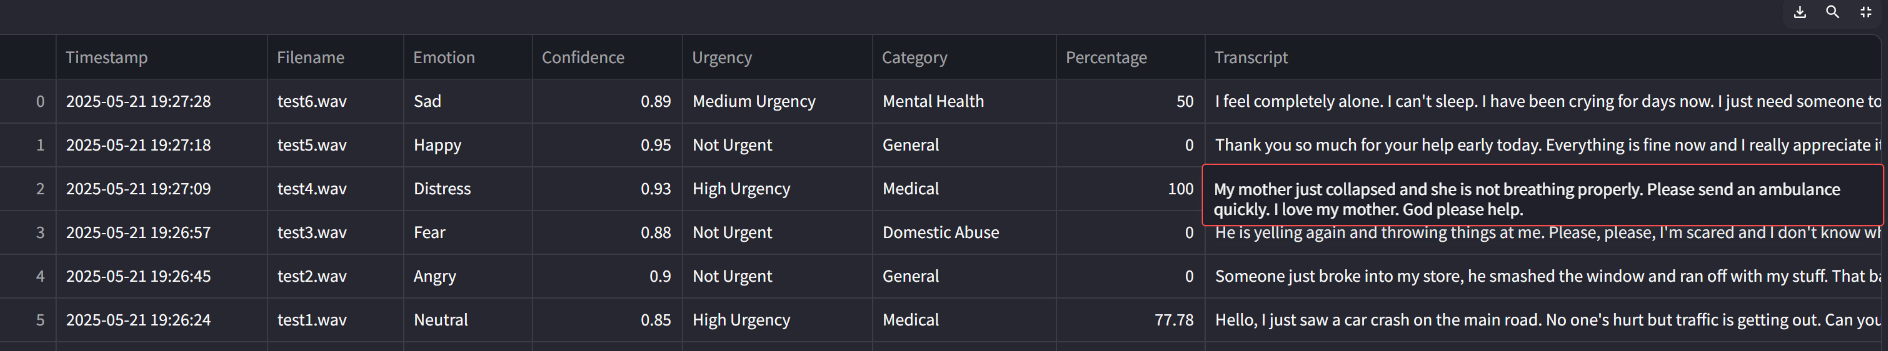 Timestamp Filename Emotion Confidence Urgency Category Percentage Transcript
0 2025-05-21 19:27:28 test6.wav Sad 0.89 Medium Urgency Mental Health 50 I feel completely alone. I can't sleep. I have been crying for days now. I just need someone to
1 2025-05-21 19:27:18 test5.wav Happy 0.95 Not Urgent General 0 Thank you so much for your help early today. Everything is fine now and I really appreciate it
2 2025-05-21 19:27:09 test4.wav Distress 0.93 High Urgency Medical 100 My mother just collapsed and she is not breathing properly. Please send an ambulance
quickly. I love my mother. God please help.
3 2025-05-21 19:26:57 test3.wav Fear 0.88 Not Urgent Domestic Abuse 0 He is yelling again and throwing things at me. Please, please, I'm scared and I don't know
4 2025-05-21 19:26:45 test2.wav Angry 0.9 Not Urgent General 0 Someone just broke into my store, he smashed the window and ran off with my stuff. That
5 2025-05-21 19:26:24 test1.wav Neutral 0.85 High Urgency Medical 77.78 Hello, I just saw a car crash on the main road. No one's hurt but traffic is getting out. Can you